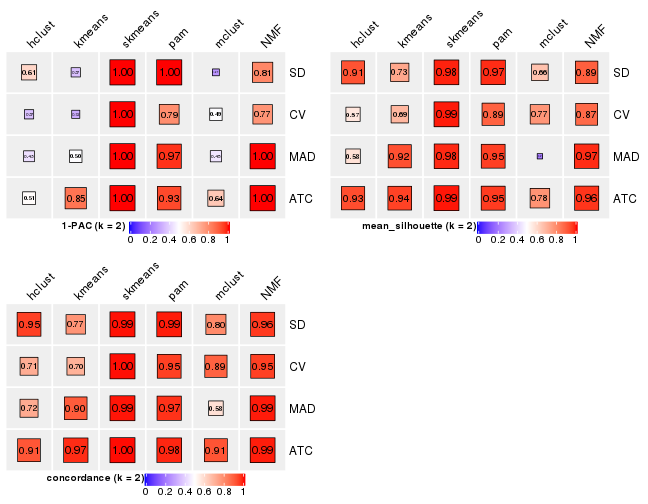 hclust kmeans skmeans pam mclust NMF
0.61 1.00 1.00 0.81 SD
1.00 0.79 0.49 0.77 CV
0.50 1.00 0.97 1.00 MAD
0.51 0.85 1.00 0.93 0.64 1.00 ATC
1-PAC (k = 2)
0 0.2 0.4 0.6 0.8 1
hclust kmeans skmeans pam mclust NMF
0.91 0.73 0.98 0.97 0.66 0.89 SD
0.57 0.69 0.99 0.89 0.77 0.87 CV
0.58 0.92 0.98 0.95 0.97 MAD
0.93 0.94 0.99 0.95 0.78 0.96 ATC
mean_silhouette (k = 2)
0 0.2 0.4 0.6 0.8 1
hclust kmeans skmeans pam mclust NMF
0.95 0.77 0.99 0.99 0.80 0.96 SD
0.71 0.70 1.00 0.95 0.89 0.95 CV
0.72 0.90 0.99 0.97 0.58 0.99 MAD
0.91 0.97 1.00 0.98 0.91 0.99 ATC
concordance (k = 2)
0 0.2 0.4 0.6 0.8 1